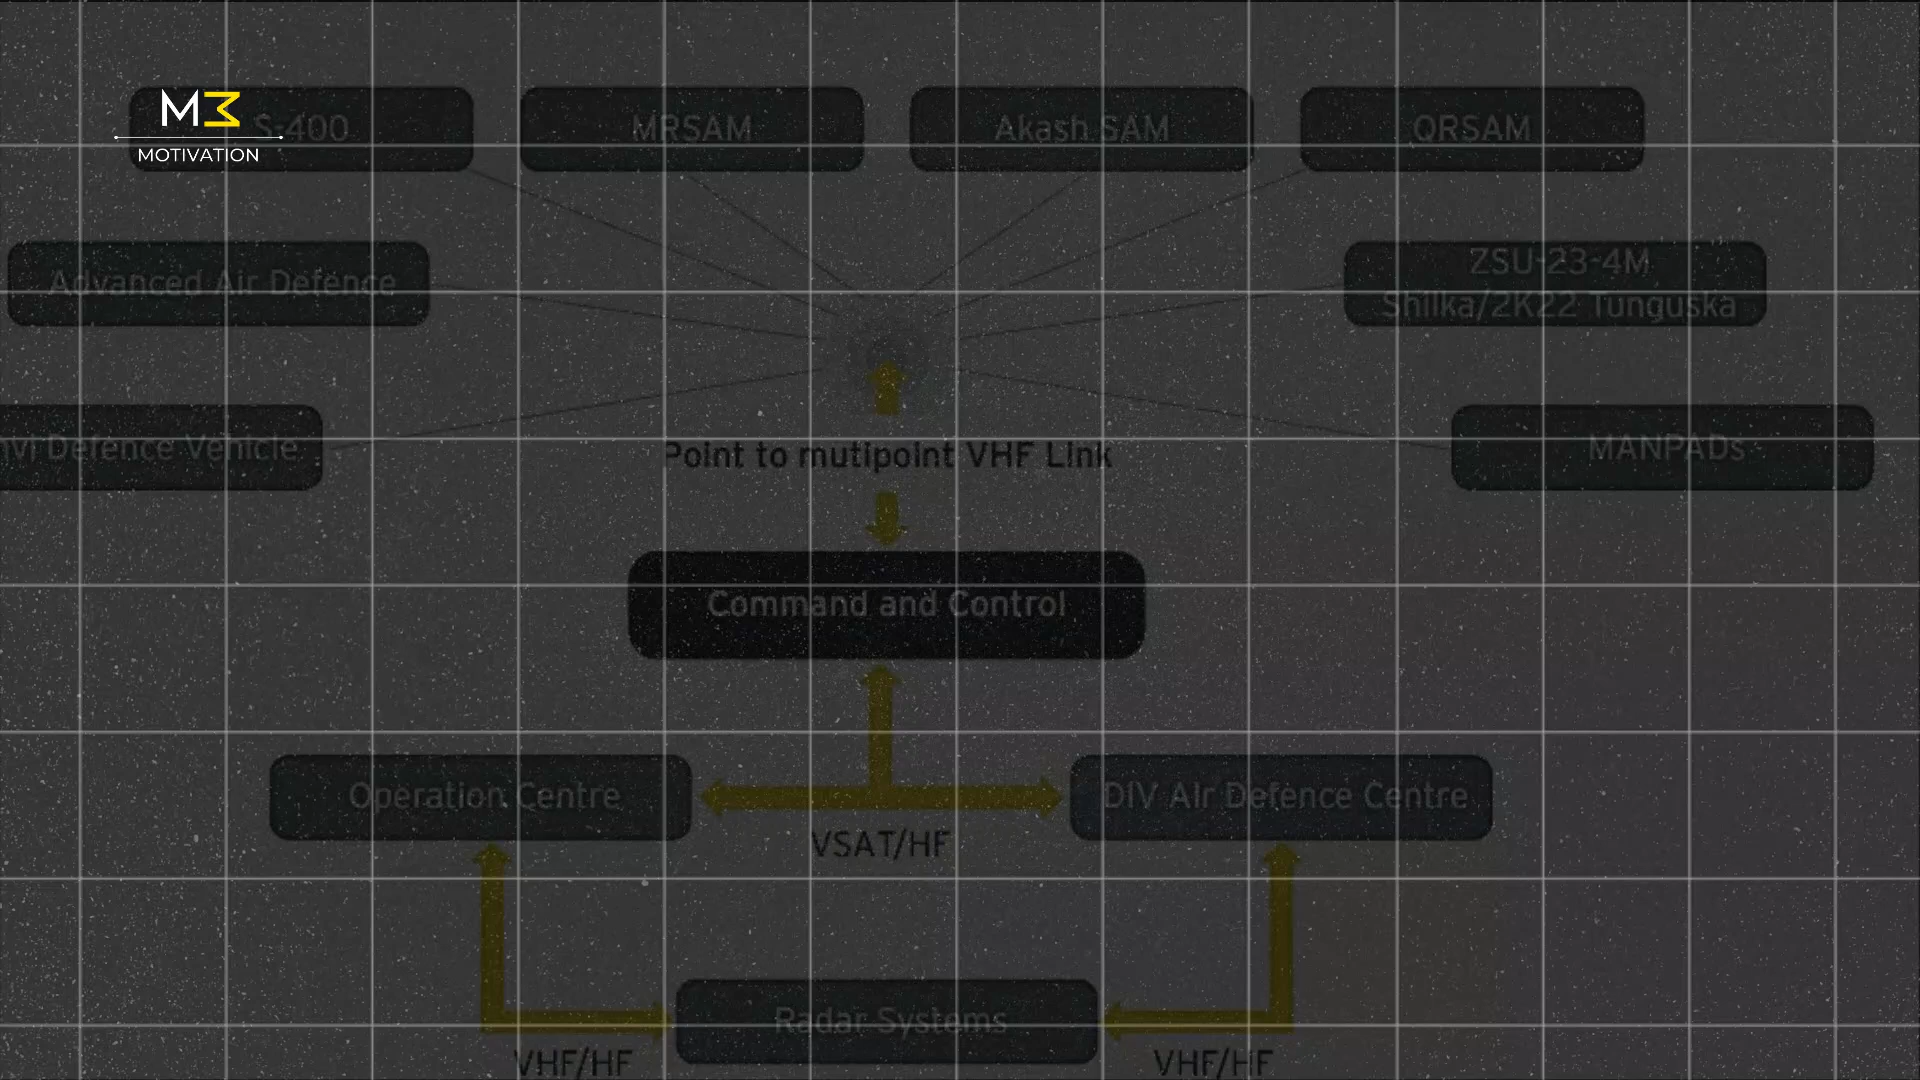 M3
MOTIVATION
S-400
MRSAM
Akash SAM
QRSAM
Advanced Air Defence
ZSU-23-4M
Shilka/2K22 Tunguska
Defence Vehicle
MANPADs
Point to mutipoint VHF Link
Command and Control
Operation Centre
DIV Air Defence Centre
VSAT/HF
Radar Systems
VHF/HF
VHF/HF